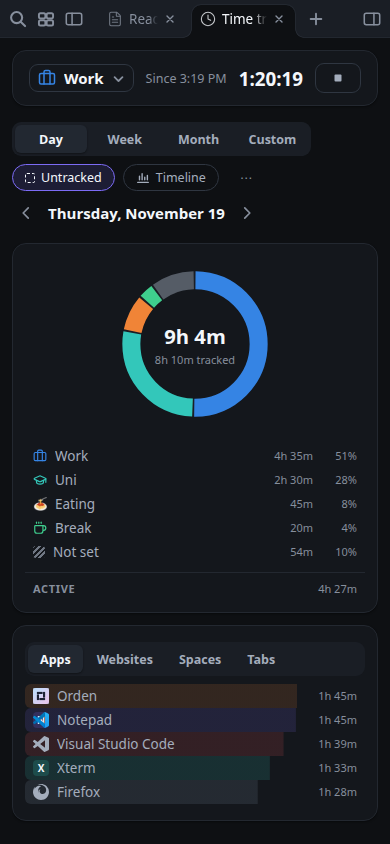 Read
Time tr
Work
Since 3:19 PM
1:20:19
Day
Week
Month
Custom
Untracked
Timeline
...
Thursday, November 19
9h 4m
8h 10m tracked
Work 4h 35m 51%
Uni 2h 30m 28%
Eating 45m 8%
Break 20m 4%
Not set 54m 10%
ACTIVE 4h 27m
Apps
Websites
Spaces
Tabs
Orden 1h 45m
Notepad 1h 45m
Visual Studio Code 1h 39m
X Xterm 1h 33m
Firefox 1h 28m